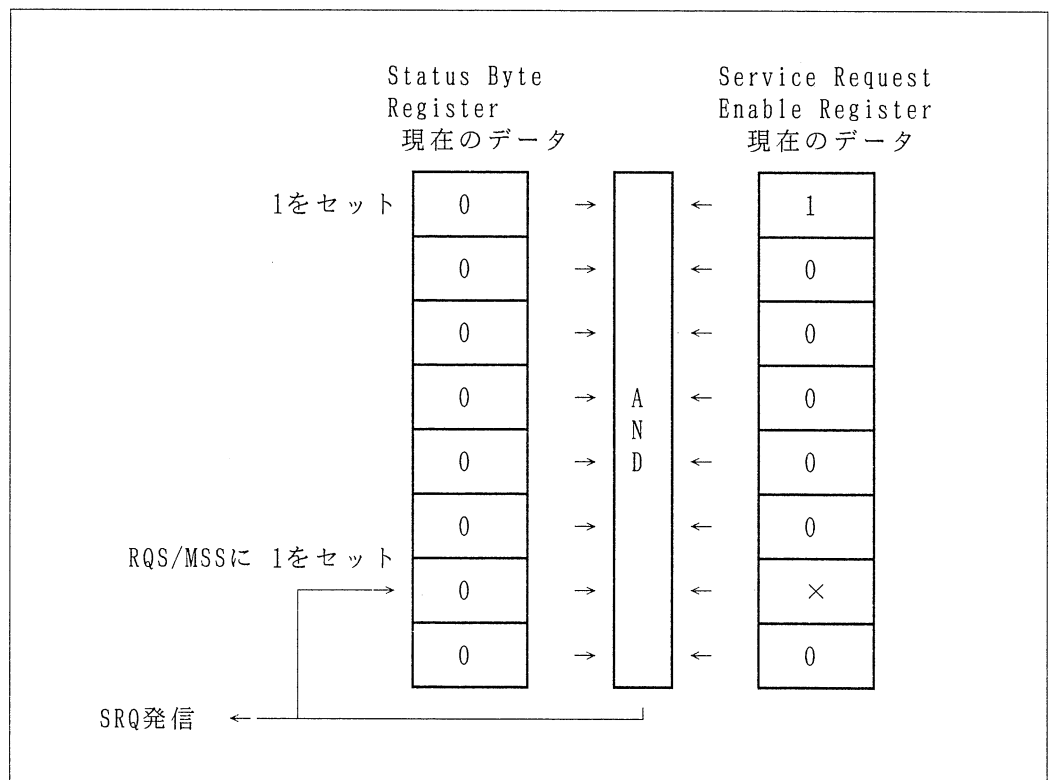 Status Byte
Register
現在のデータ
Service Request
Enable Register
現在のデータ
1をセット 0 → ← 1
0 → ← 0
0 → ← 0
0 → A ← 0
N
0 → D ← 0
0 → ← 0
RQS/MSSに 1をセット
→ 0 → ← ×
0 → ← 0
SRQ発信 ←